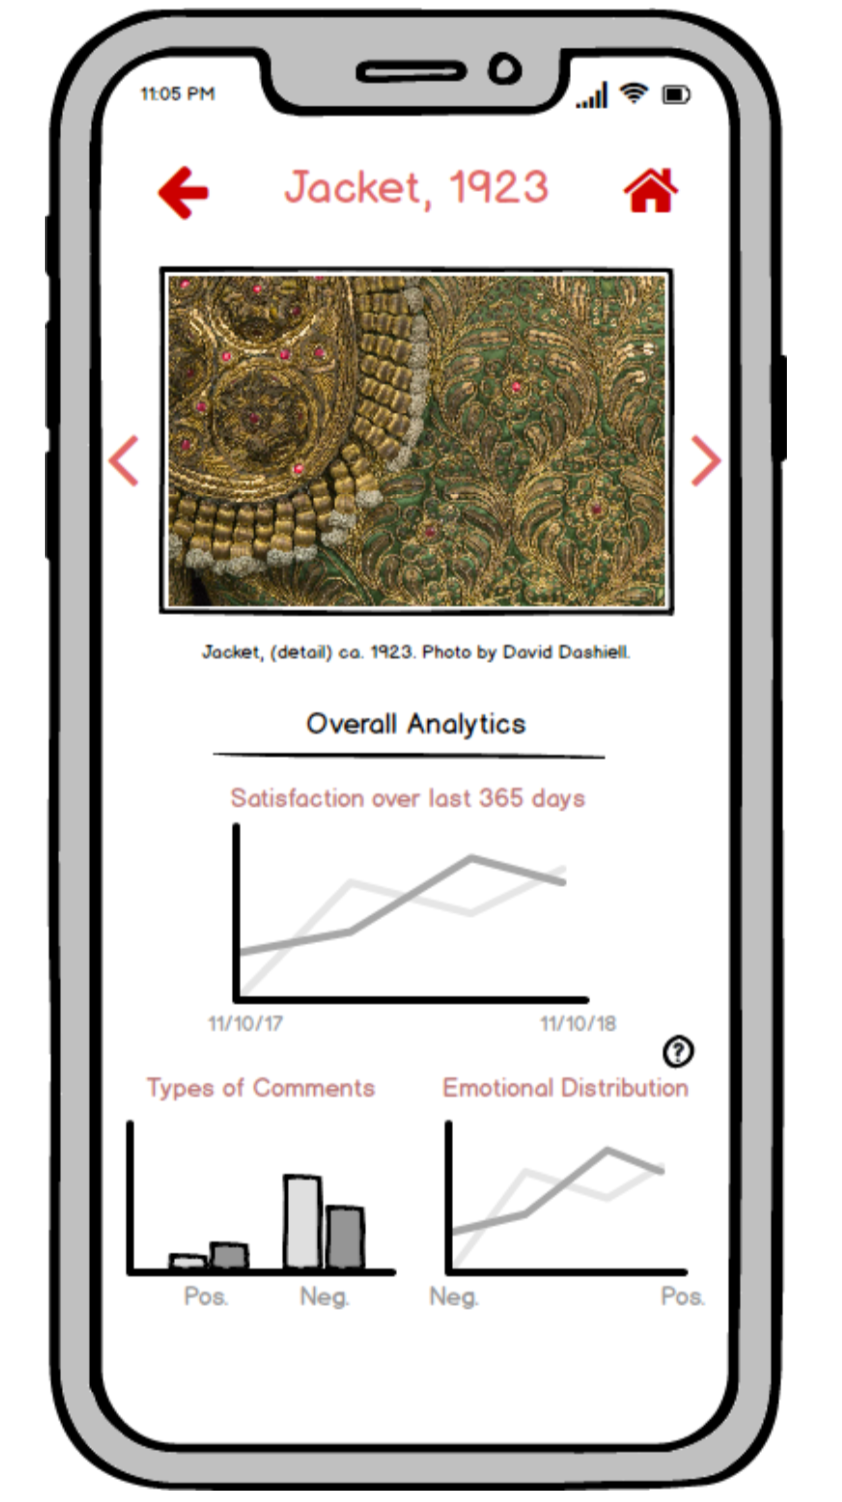 11:05 PM
Jacket, 1923
Jacket, (detail) ca. 1923. Photo by David Dashiell.
Overall Analytics
Satisfaction over last 365 days
11/10/17 11/10/18
?
Types of Comments Emotional Distribution
Pos. Neg. Neg. Pos.